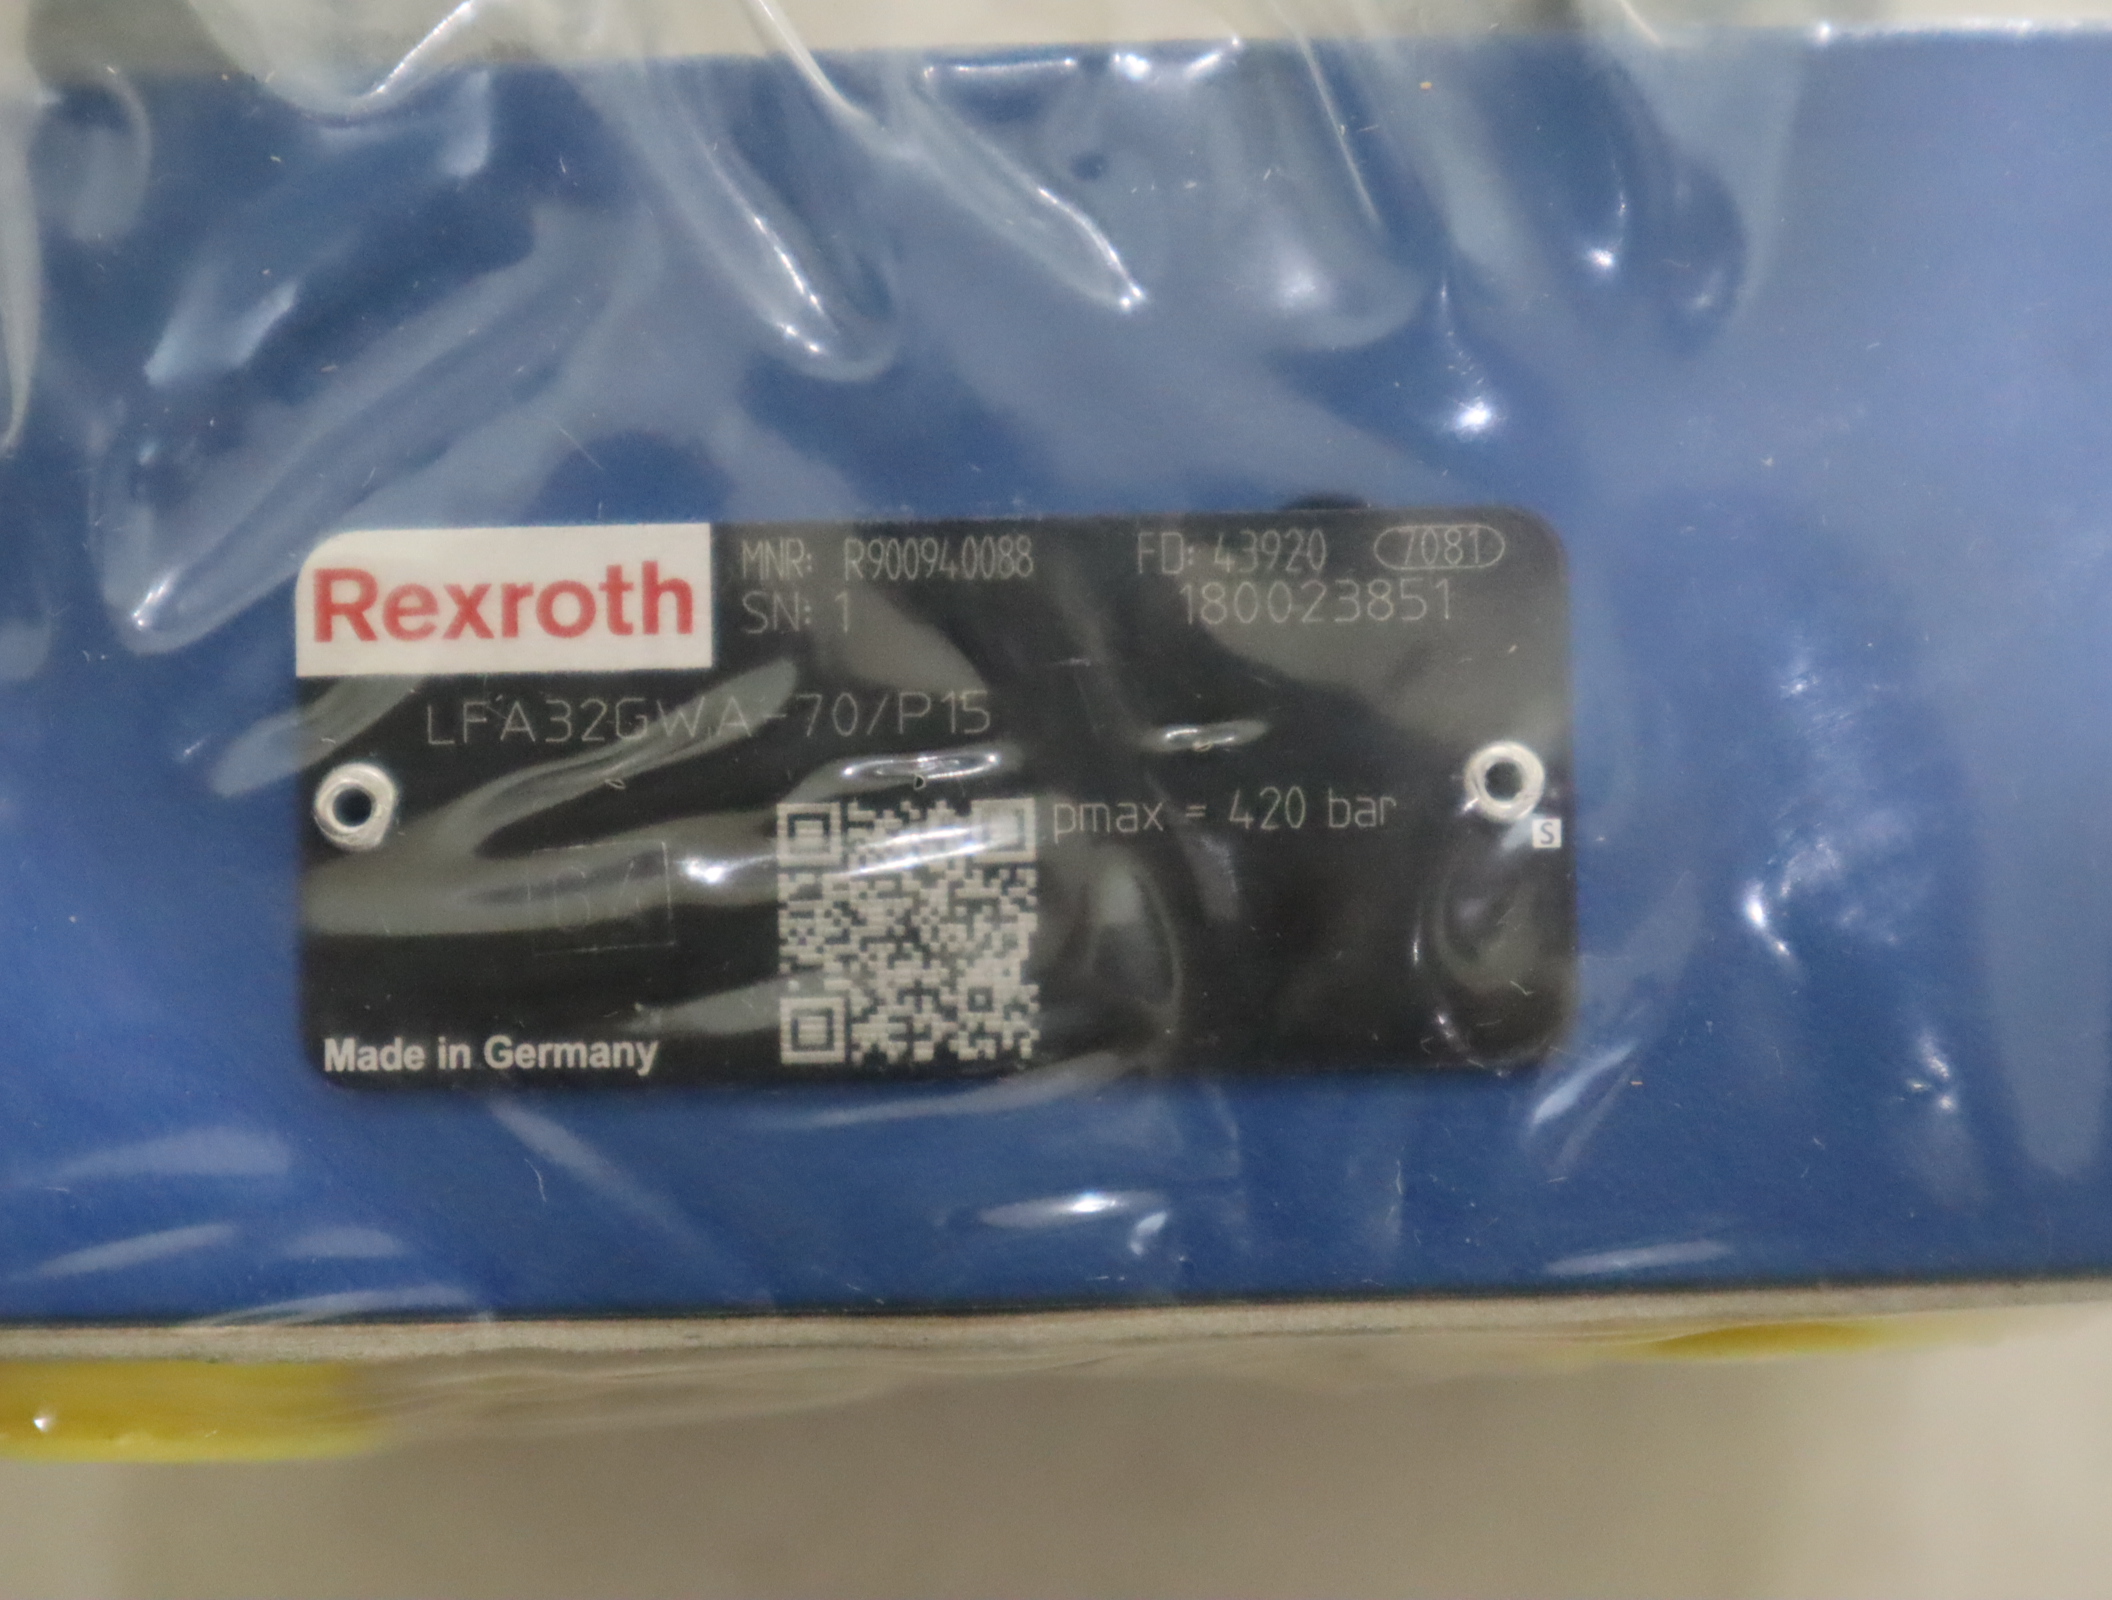 Rexroth
MNR: R900940088 FD: 43920 7081
SN: 1 180023851
LFA32GWA-70/P15
pmax = 420 bar
S
Made in Germany